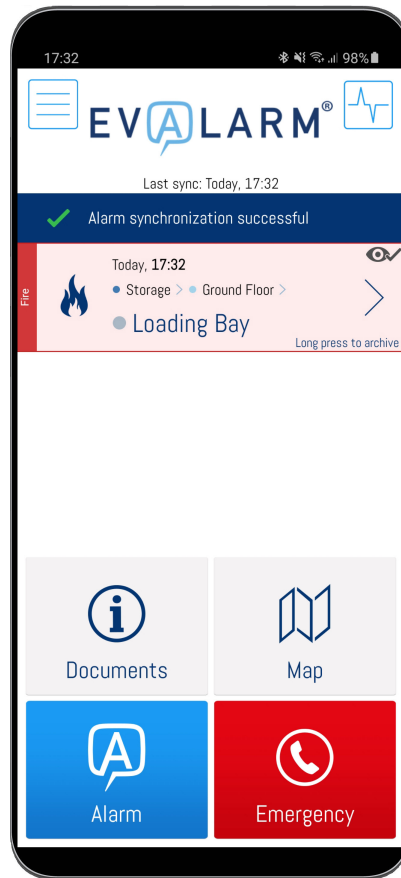 17:32 98%
EVALARM®
Last sync: Today, 17:32
Alarm synchronization successful
Fire
Today, 17:32
Storage > Ground Floor >
Loading Bay
Long press to archive
Documents Map
Alarm Emergency